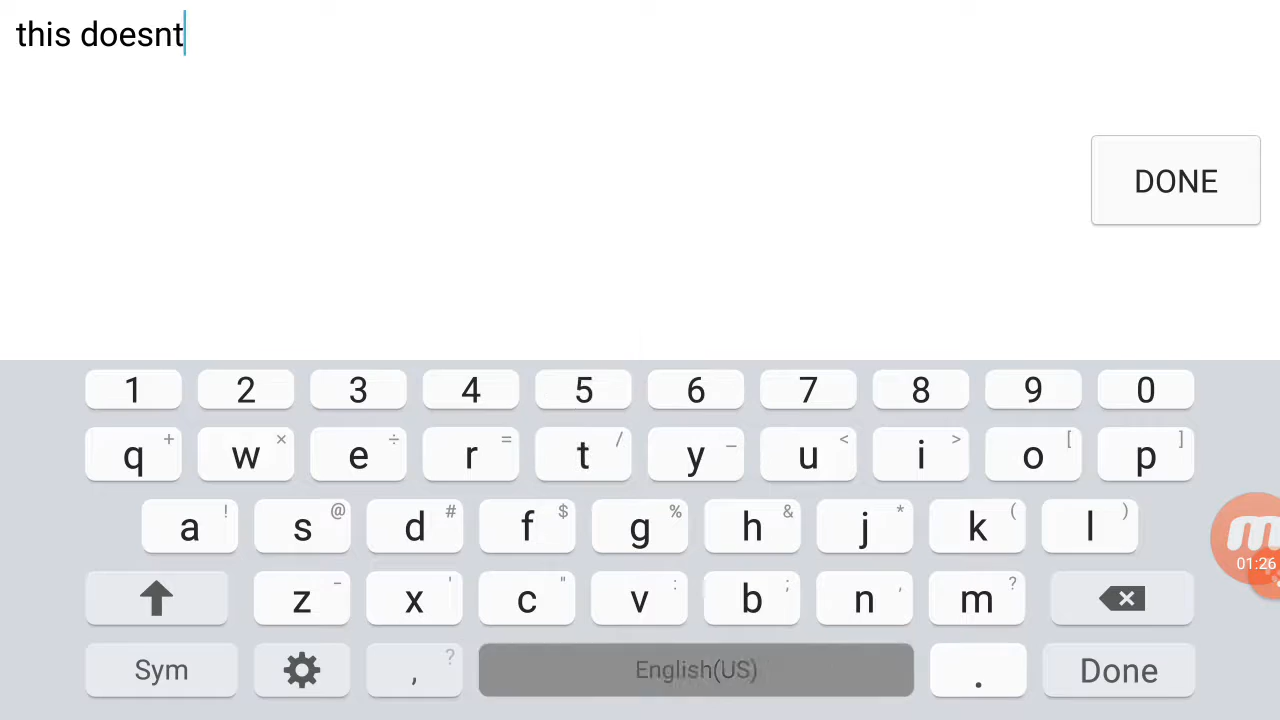 this doesnt
DONE
1 2 3 4 5 6 7 8 9 0
q + w × e ÷ r = t / y _ u < i > o [ p ]
a ! s @ d # f $ g % h & j * k ( l )
z - x ' c " v : b ; n , m ?
Sym , ? English(US) . Done
m 01:26